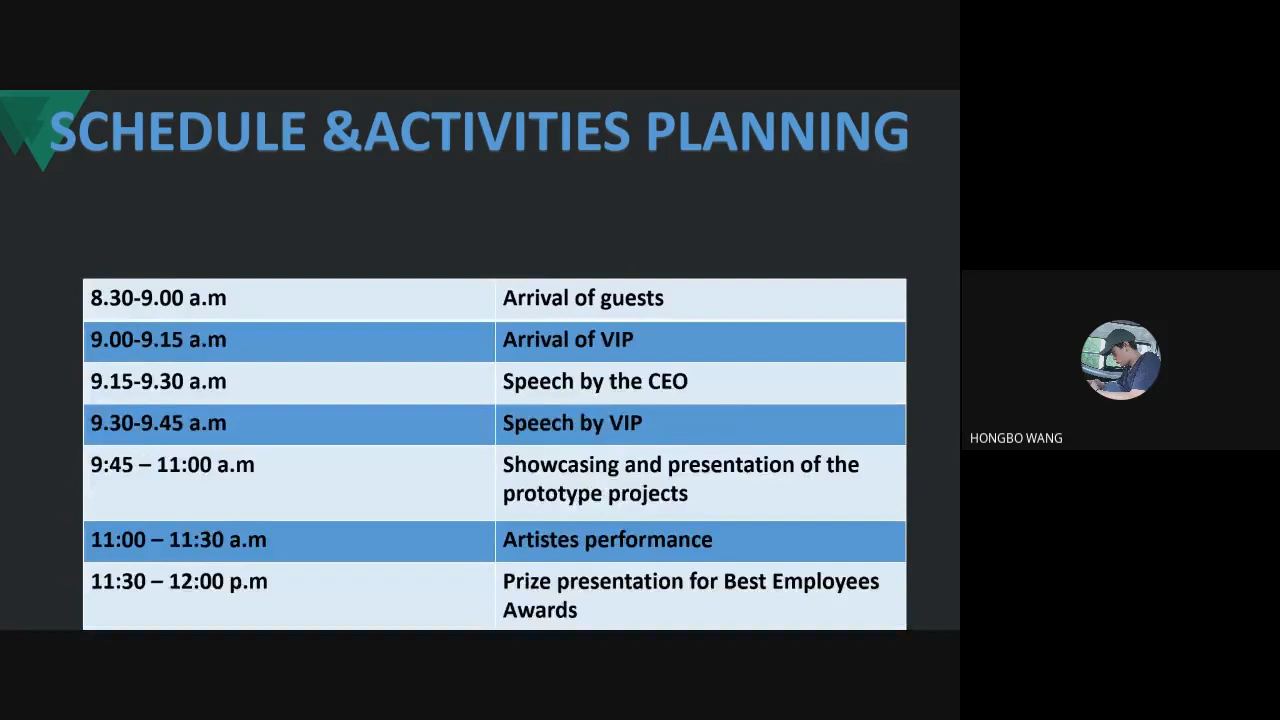 SCHEDULE &ACTIVITIES PLANNING
8.30-9.00 a.m Arrival of guests
9.00-9.15 a.m Arrival of VIP
9.15-9.30 a.m Speech by the CEO
9.30-9.45 a.m Speech by VIP
9:45 – 11:00 a.m Showcasing and presentation of the
prototype projects
11:00 – 11:30 a.m Artistes performance
11:30 – 12:00 p.m Prize presentation for Best Employees
Awards
HONGBO WANG